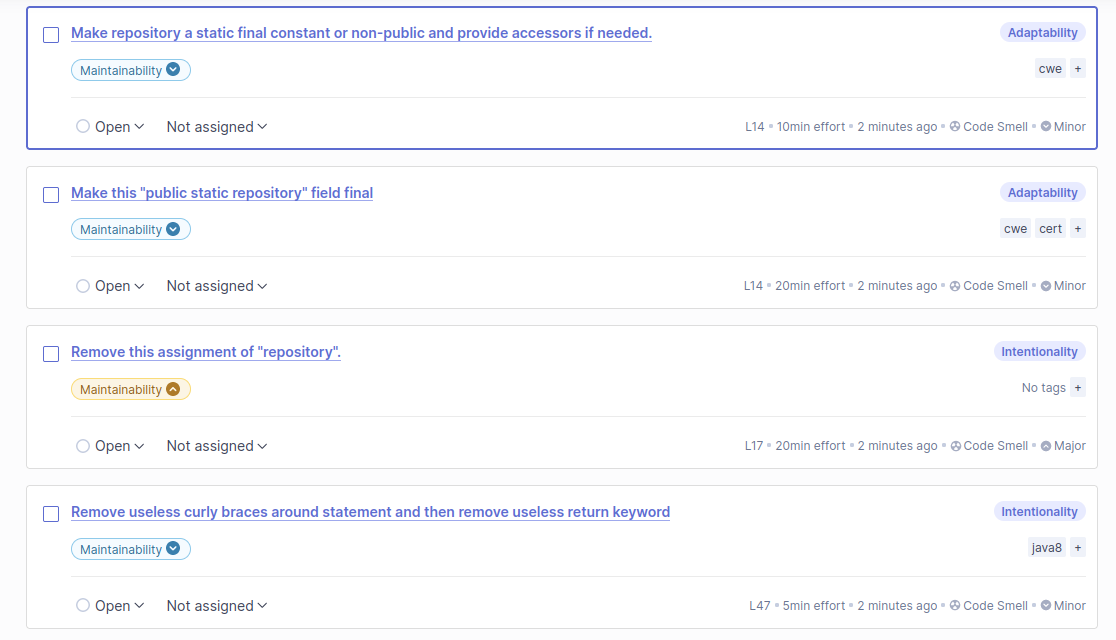 Make repository a static final constant or non-public and provide accessors if needed.
Adaptability
Maintainability
cwe +
Open Not assigned
L14 10min effort 2 minutes ago Code Smell Minor
Make this "public static repository" field final
Adaptability
Maintainability
cwe cert +
Open Not assigned
L14 20min effort 2 minutes ago Code Smell Minor
Remove this assignment of "repository".
Intentionality
Maintainability
No tags +
Open Not assigned
L17 20min effort 2 minutes ago Code Smell Major
Remove useless curly braces around statement and then remove useless return keyword
Intentionality
Maintainability
java8 +
Open Not assigned
L47 5min effort 2 minutes ago Code Smell Minor